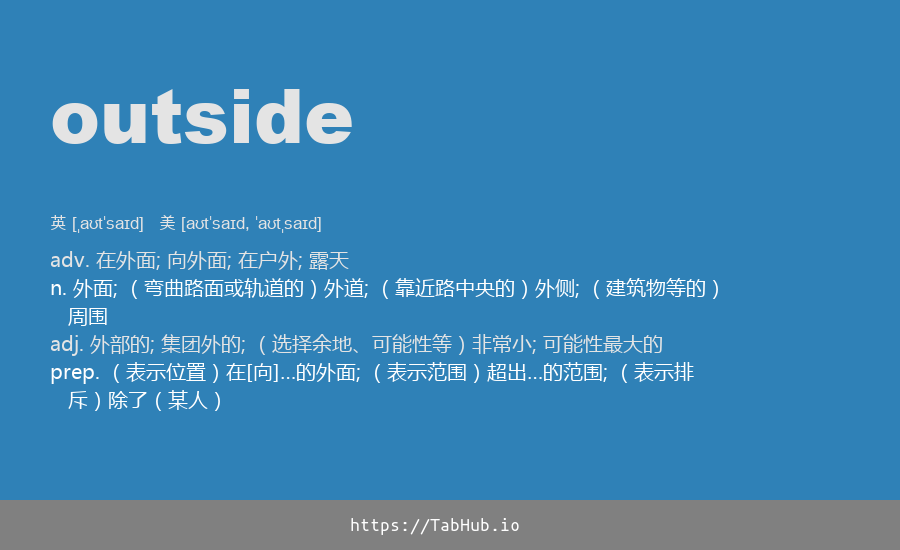 outside
英 [ˌaʊtˈsaɪd] 美 [aʊtˈsaɪd, ˈaʊtˌsaɪd]
adv. 在外面; 向外面; 在户外; 露天
n. 外面; （弯曲路面或轨道的）外道; （靠近路中央的）外侧; （建筑物等的）
周围
adj. 外部的; 集团外的; （选择余地、可能性等）非常小; 可能性最大的
prep. （表示位置）在[向]…的外面; （表示范围）超出…的范围; （表示排
斥）除了（某人）
https://TabHub.io